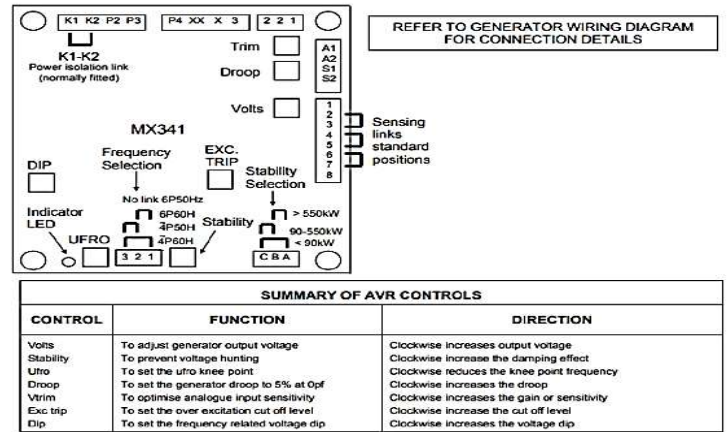 K1 K2 P2 P3
P4 XX X 3
2 2 1
REFER TO GENERATOR WIRING DIAGRAM
FOR CONNECTION DETAILS
K1-K2
Power isolation link
(normally fitted)
Trim
Droop
Volts
A1
A2
S1
S2
1
2
3
4
5
6
7
8
Sensing
links
standard
positions
MX341
Frequency
Selection
EXC.
TRIP
Stability
Selection
DIP
No link 6P50Hz
6P60H
4P50H
4P60H
Stability
> 550kW
90-550kW
< 90kW
Indicator
LED
UFRO
3 2 1
C B A
SUMMARY OF AVR CONTROLS
CONTROL FUNCTION DIRECTION
Volts To adjust generator output voltage Clockwise increases output voltage
Stability To prevent voltage hunting Clockwise increase the damping effect
Ufro To set the ufro knee point Clockwise reduces the knee point frequency
Droop To set the generator droop to 5% at 0pf Clockwise increases the droop
Vtrim To optimise analogue input sensitivity Clockwise increases the gain or sensitivity
Exc trip To set the over excitation cut off level Clockwise increase the cut off level
Dip To set the frequency related voltage dip Clockwise increases the voltage dip